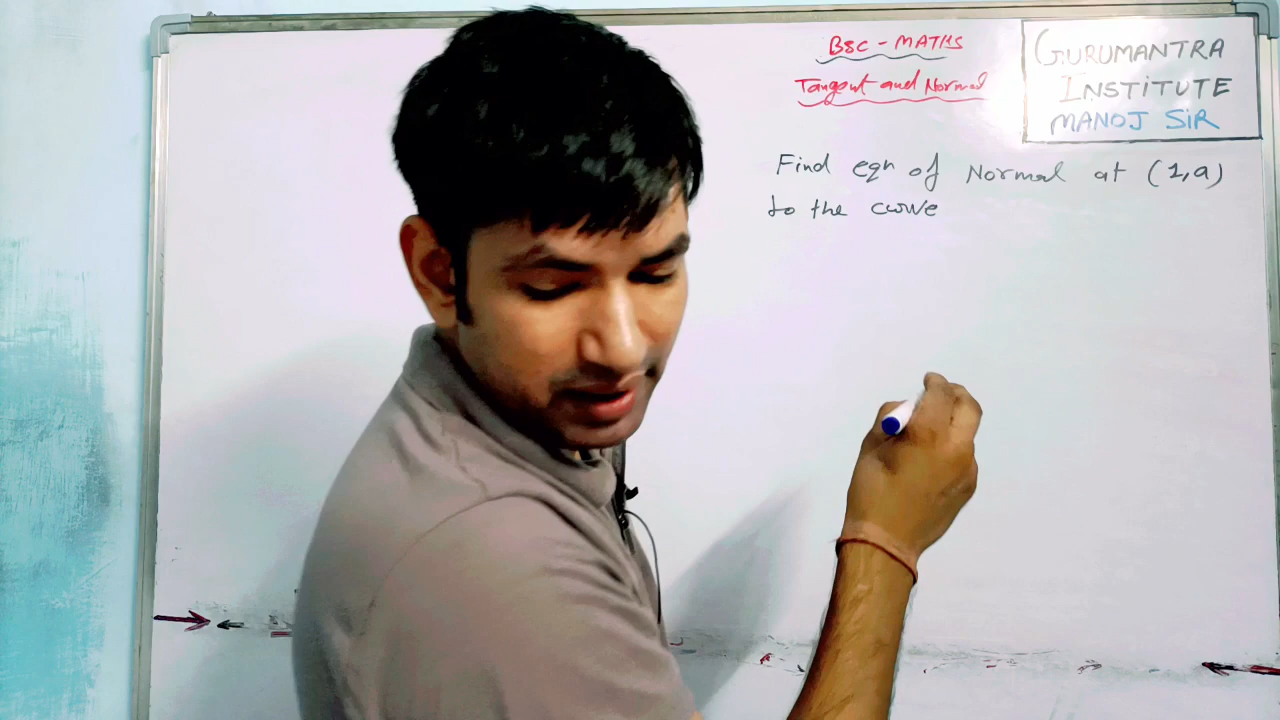 BSC - MATHS
Tangent and Normal
GURUMANTRA
INSTITUTE
MANOJ SIR
Find eqn of Normal at (1,a)
to the curve